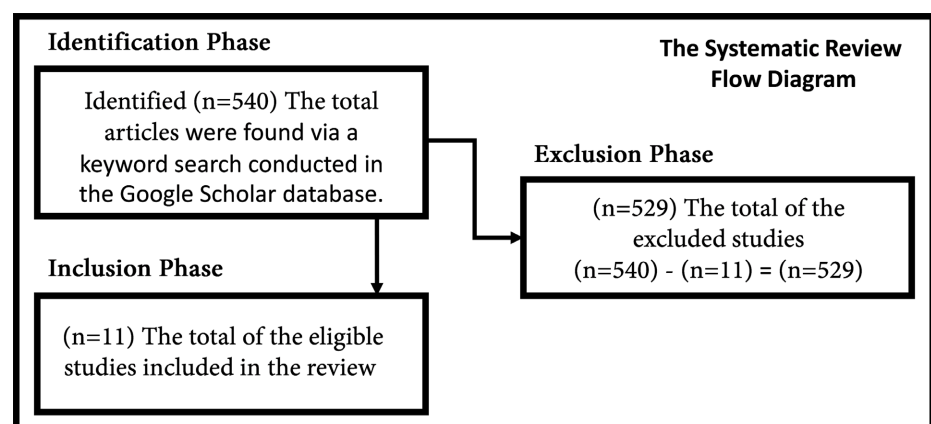 Identification Phase
The Systematic Review
Flow Diagram
Identified (n=540) The total
articles were found via a
keyword search conducted in
the Google Scholar database.
Exclusion Phase
(n=529) The total of the
excluded studies
(n=540) - (n=11) = (n=529)
Inclusion Phase
(n=11) The total of the eligible
studies included in the review